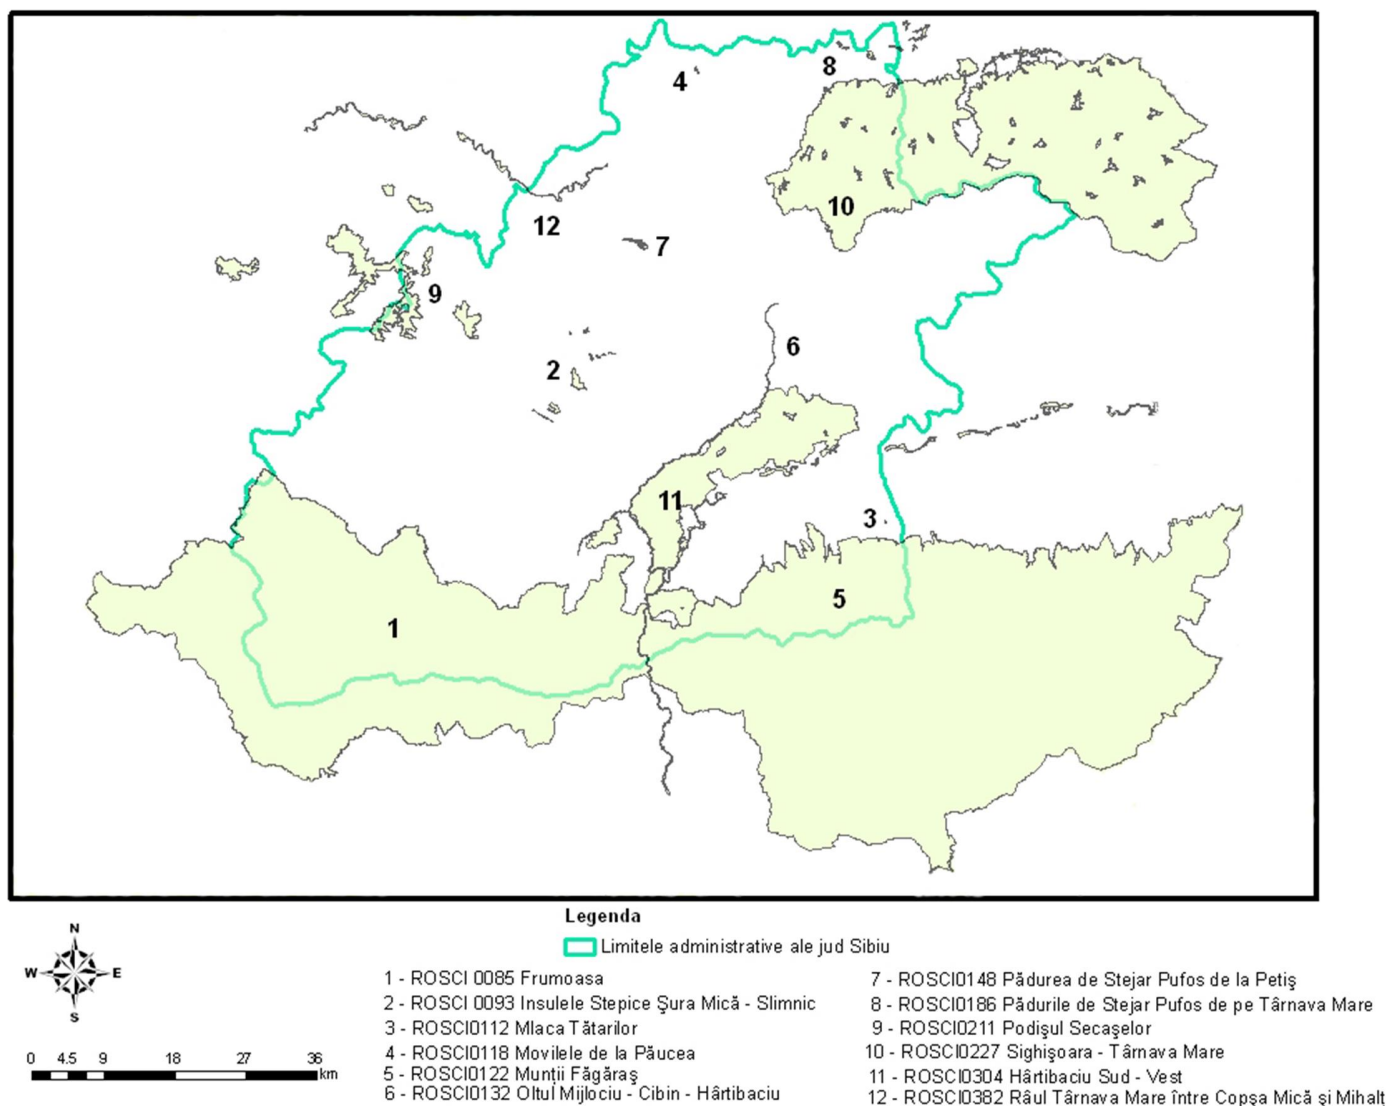 4
8
10
12
7
9
6
2
11
3
5
1
Legenda
Limitele administrative ale jud Sibiu
N
W E
S
0 4.5 9 18 27 36
km
1 - ROSCI 0085 Frumoasa
2 - ROSCI 0093 Insulele Stepice Şura Mică - Slimnic
3 - ROSCI0112 Mlaca Tătarilor
4 - ROSCI0118 Movilele de la Păucea
5 - ROSCI0122 Munții Făgăraş
6 - ROSCI0132 Oltul Mijlociu - Cibin - Hârtibaciu
7 - ROSCI0148 Pădurea de Stejar Pufos de la Petiş
8 - ROSCI0186 Pădurile de Stejar Pufos de pe Târnava Mare
9 - ROSCI0211 Podişul Secaşelor
10 - ROSCI0227 Sighişoara - Târnava Mare
11 - ROSCI0304 Hârtibaciu Sud - Vest
12 - ROSCI0382 Râul Târnava Mare între Copşa Mică şi Mihalt